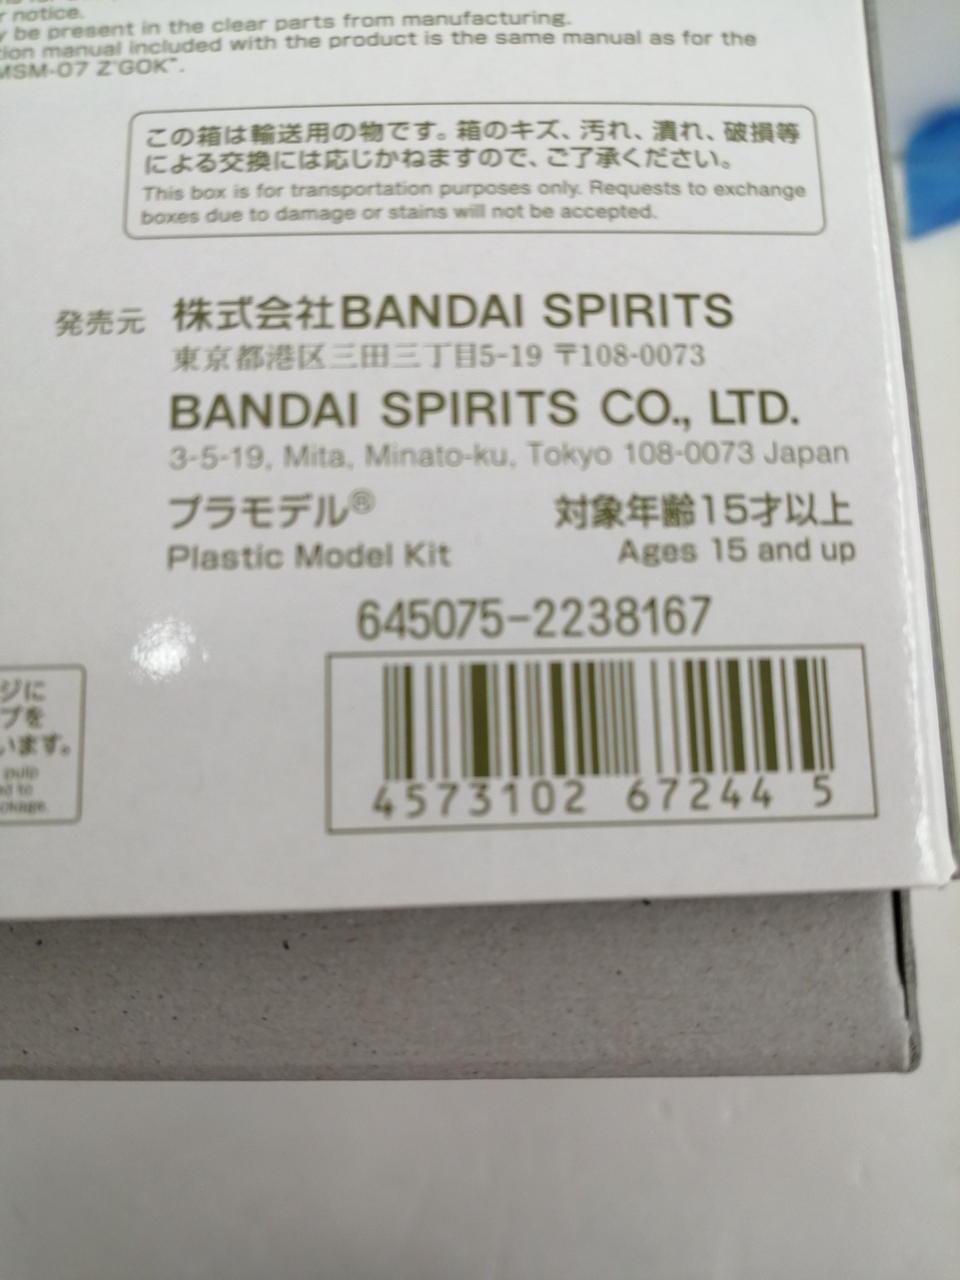 r notice.
y be present in the clear parts from manufacturing.
tion manual included with the product is the same manual as for the
MSM-07 Z'GOK".
この箱は輸送用の物です。箱のキズ、汚れ、潰れ、破損等
による交換には応じかねますので、ご了承ください。
This box is for transportation purposes only. Requests to exchange
boxes due to damage or stains will not be accepted.
発売元 株式会社BANDAI SPIRITS
東京都港区三田三丁目5-19 〒108-0073
BANDAI SPIRITS CO., LTD.
3-5-19, Mita, Minato-ku, Tokyo 108-0073 Japan
プラモデル® 対象年齢15才以上
Plastic Model Kit Ages 15 and up
645075-2238167
4573102 67244 5
ジに
プを
います。
pulp
ed to
ckage.